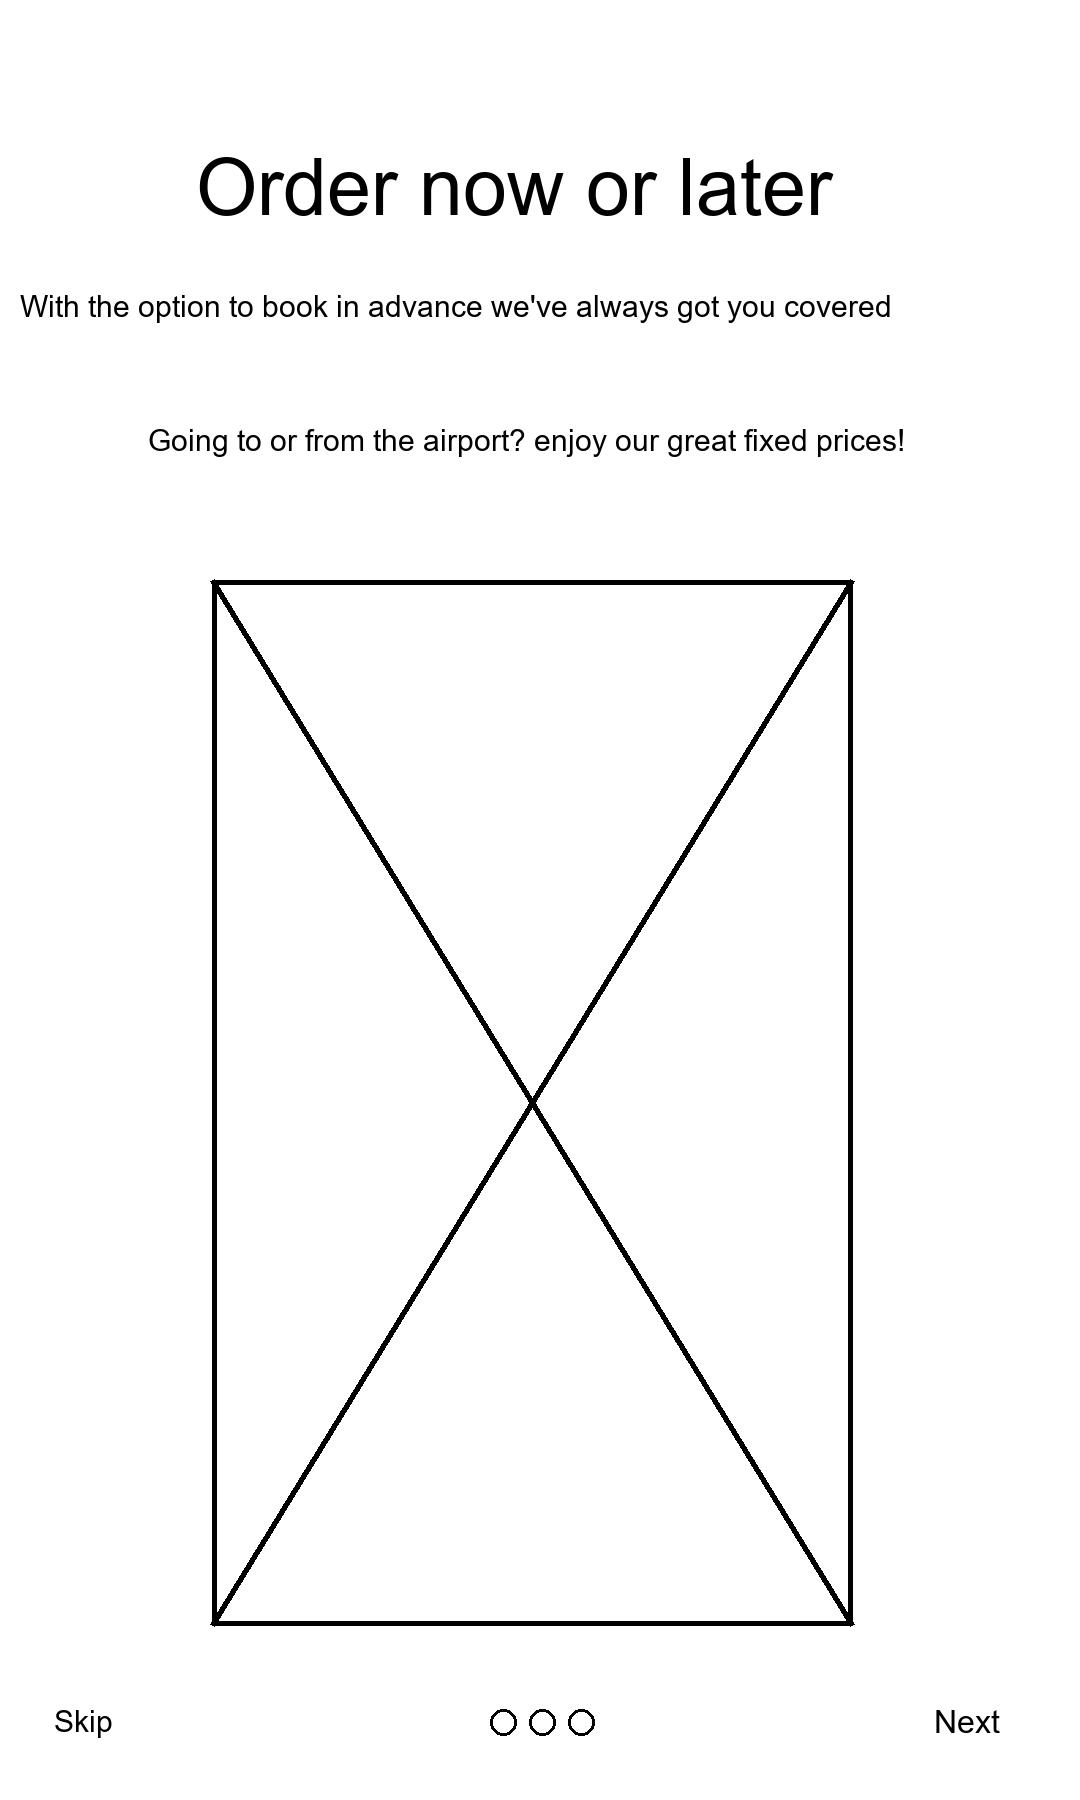 Order now or later
With the option to book in advance we've always got you covered
Going to or from the airport? enjoy our great fixed prices!
Skip
Next